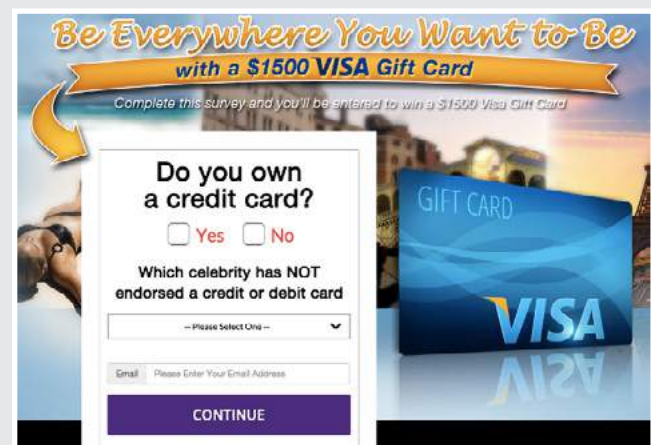 Be Everywhere You Want to Be
with a $1500 VISA Gift Card
Complete this survey and you'll be entered to win a $1500 Visa Gift Card
Do you own
a credit card?
Yes No
Which celebrity has NOT
endorsed a credit or debit card
-- Please Select One --
Email Please Enter Your Email Address
CONTINUE
GIFT CARD
VISA